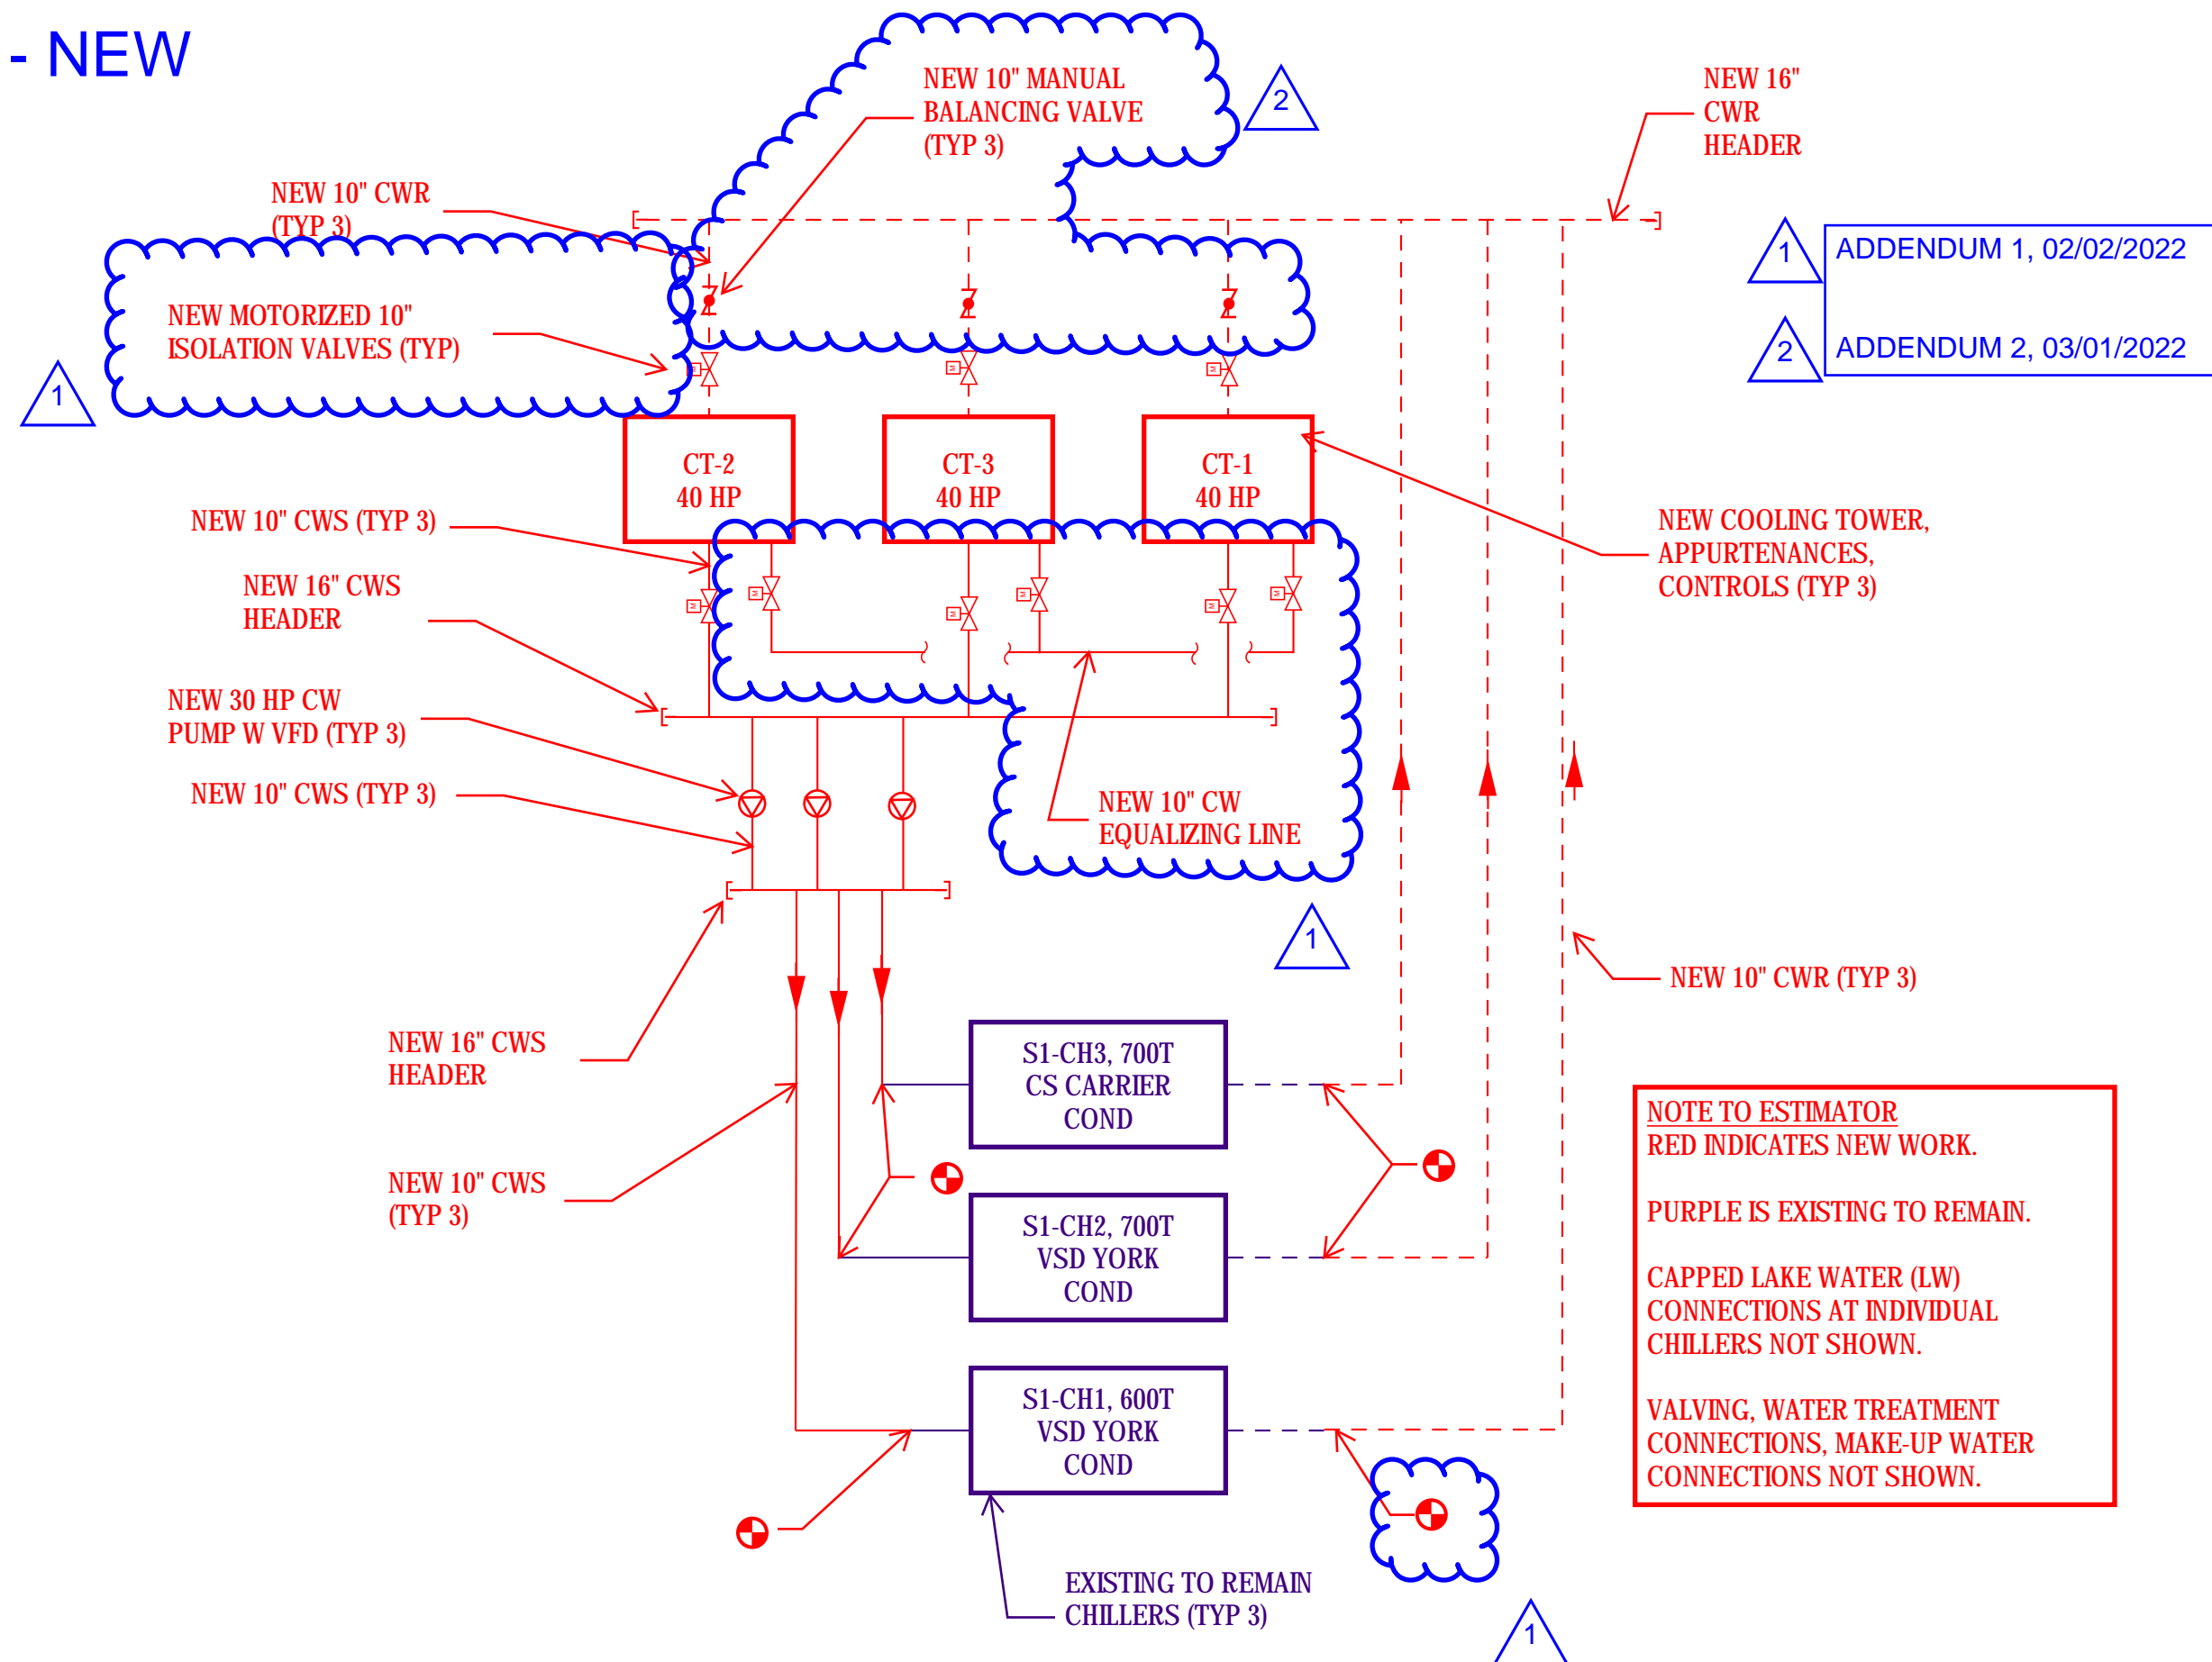 - NEW
NEW 10" MANUAL
BALANCING VALVE
(TYP 3)
2
NEW 16"
CWR
HEADER
NEW 10" CWR
(TYP 3)
1
ADDENDUM 1, 02/02/2022
2
ADDENDUM 2, 03/01/2022
NEW MOTORIZED 10"
ISOLATION VALVES (TYP)
1
M
M
M
CT-2
40 HP
CT-3
40 HP
CT-1
40 HP
NEW 10" CWS (TYP 3)
NEW COOLING TOWER,
APPURTENANCES,
CONTROLS (TYP 3)
M
M
M
M
M
M
NEW 16" CWS
HEADER
NEW 30 HP CW
PUMP W VFD (TYP 3)
NEW 10" CWS (TYP 3)
NEW 10" CW
EQUALIZING LINE
1
NEW 10" CWR (TYP 3)
NEW 16" CWS
HEADER
S1-CH3, 700T
CS CARRIER
COND
NEW 10" CWS
(TYP 3)
S1-CH2, 700T
VSD YORK
COND
S1-CH1, 600T
VSD YORK
COND
NOTE TO ESTIMATOR
RED INDICATES NEW WORK.
PURPLE IS EXISTING TO REMAIN.
CAPPED LAKE WATER (LW)
CONNECTIONS AT INDIVIDUAL
CHILLERS NOT SHOWN.
VALVING, WATER TREATMENT
CONNECTIONS, MAKE-UP WATER
CONNECTIONS NOT SHOWN.
EXISTING TO REMAIN
CHILLERS (TYP 3)
1